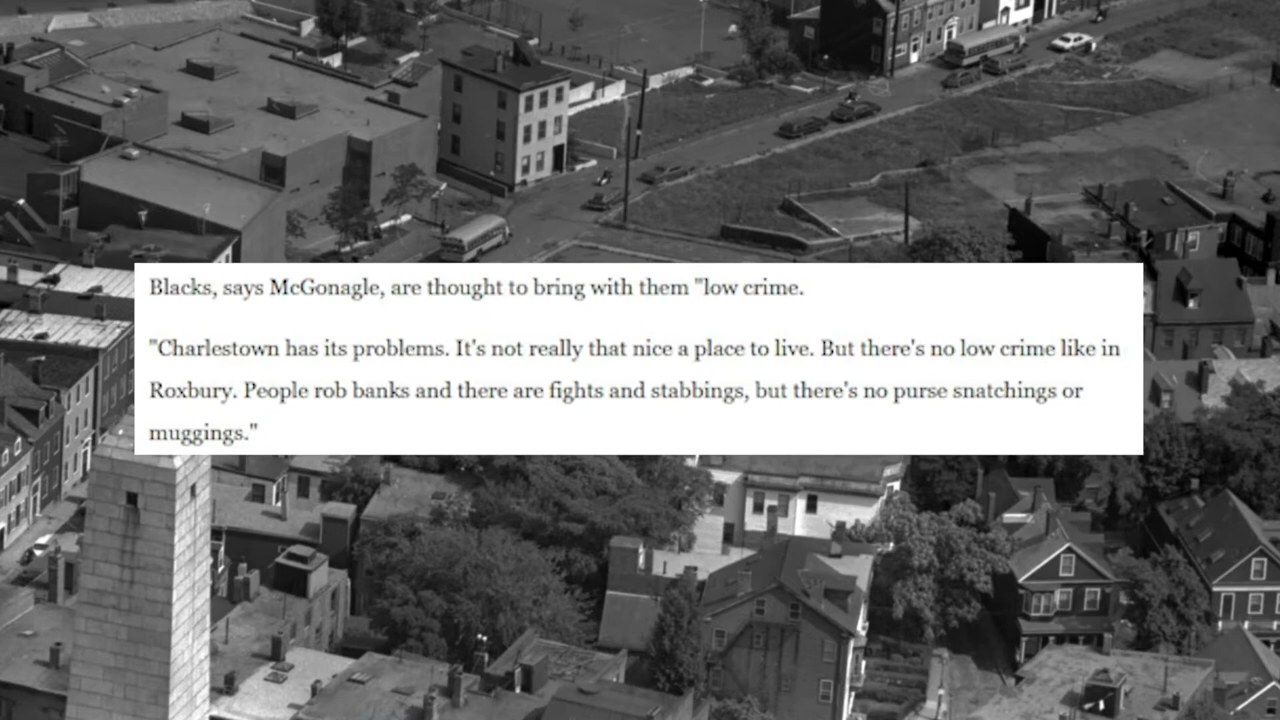 Blacks, says McGonagle, are thought to bring with them "low crime.
"Charlestown has its problems. It's not really that nice a place to live. But there's no low crime like in
Roxbury. People rob banks and there are fights and stabbings, but there's no purse snatchings or
muggings."